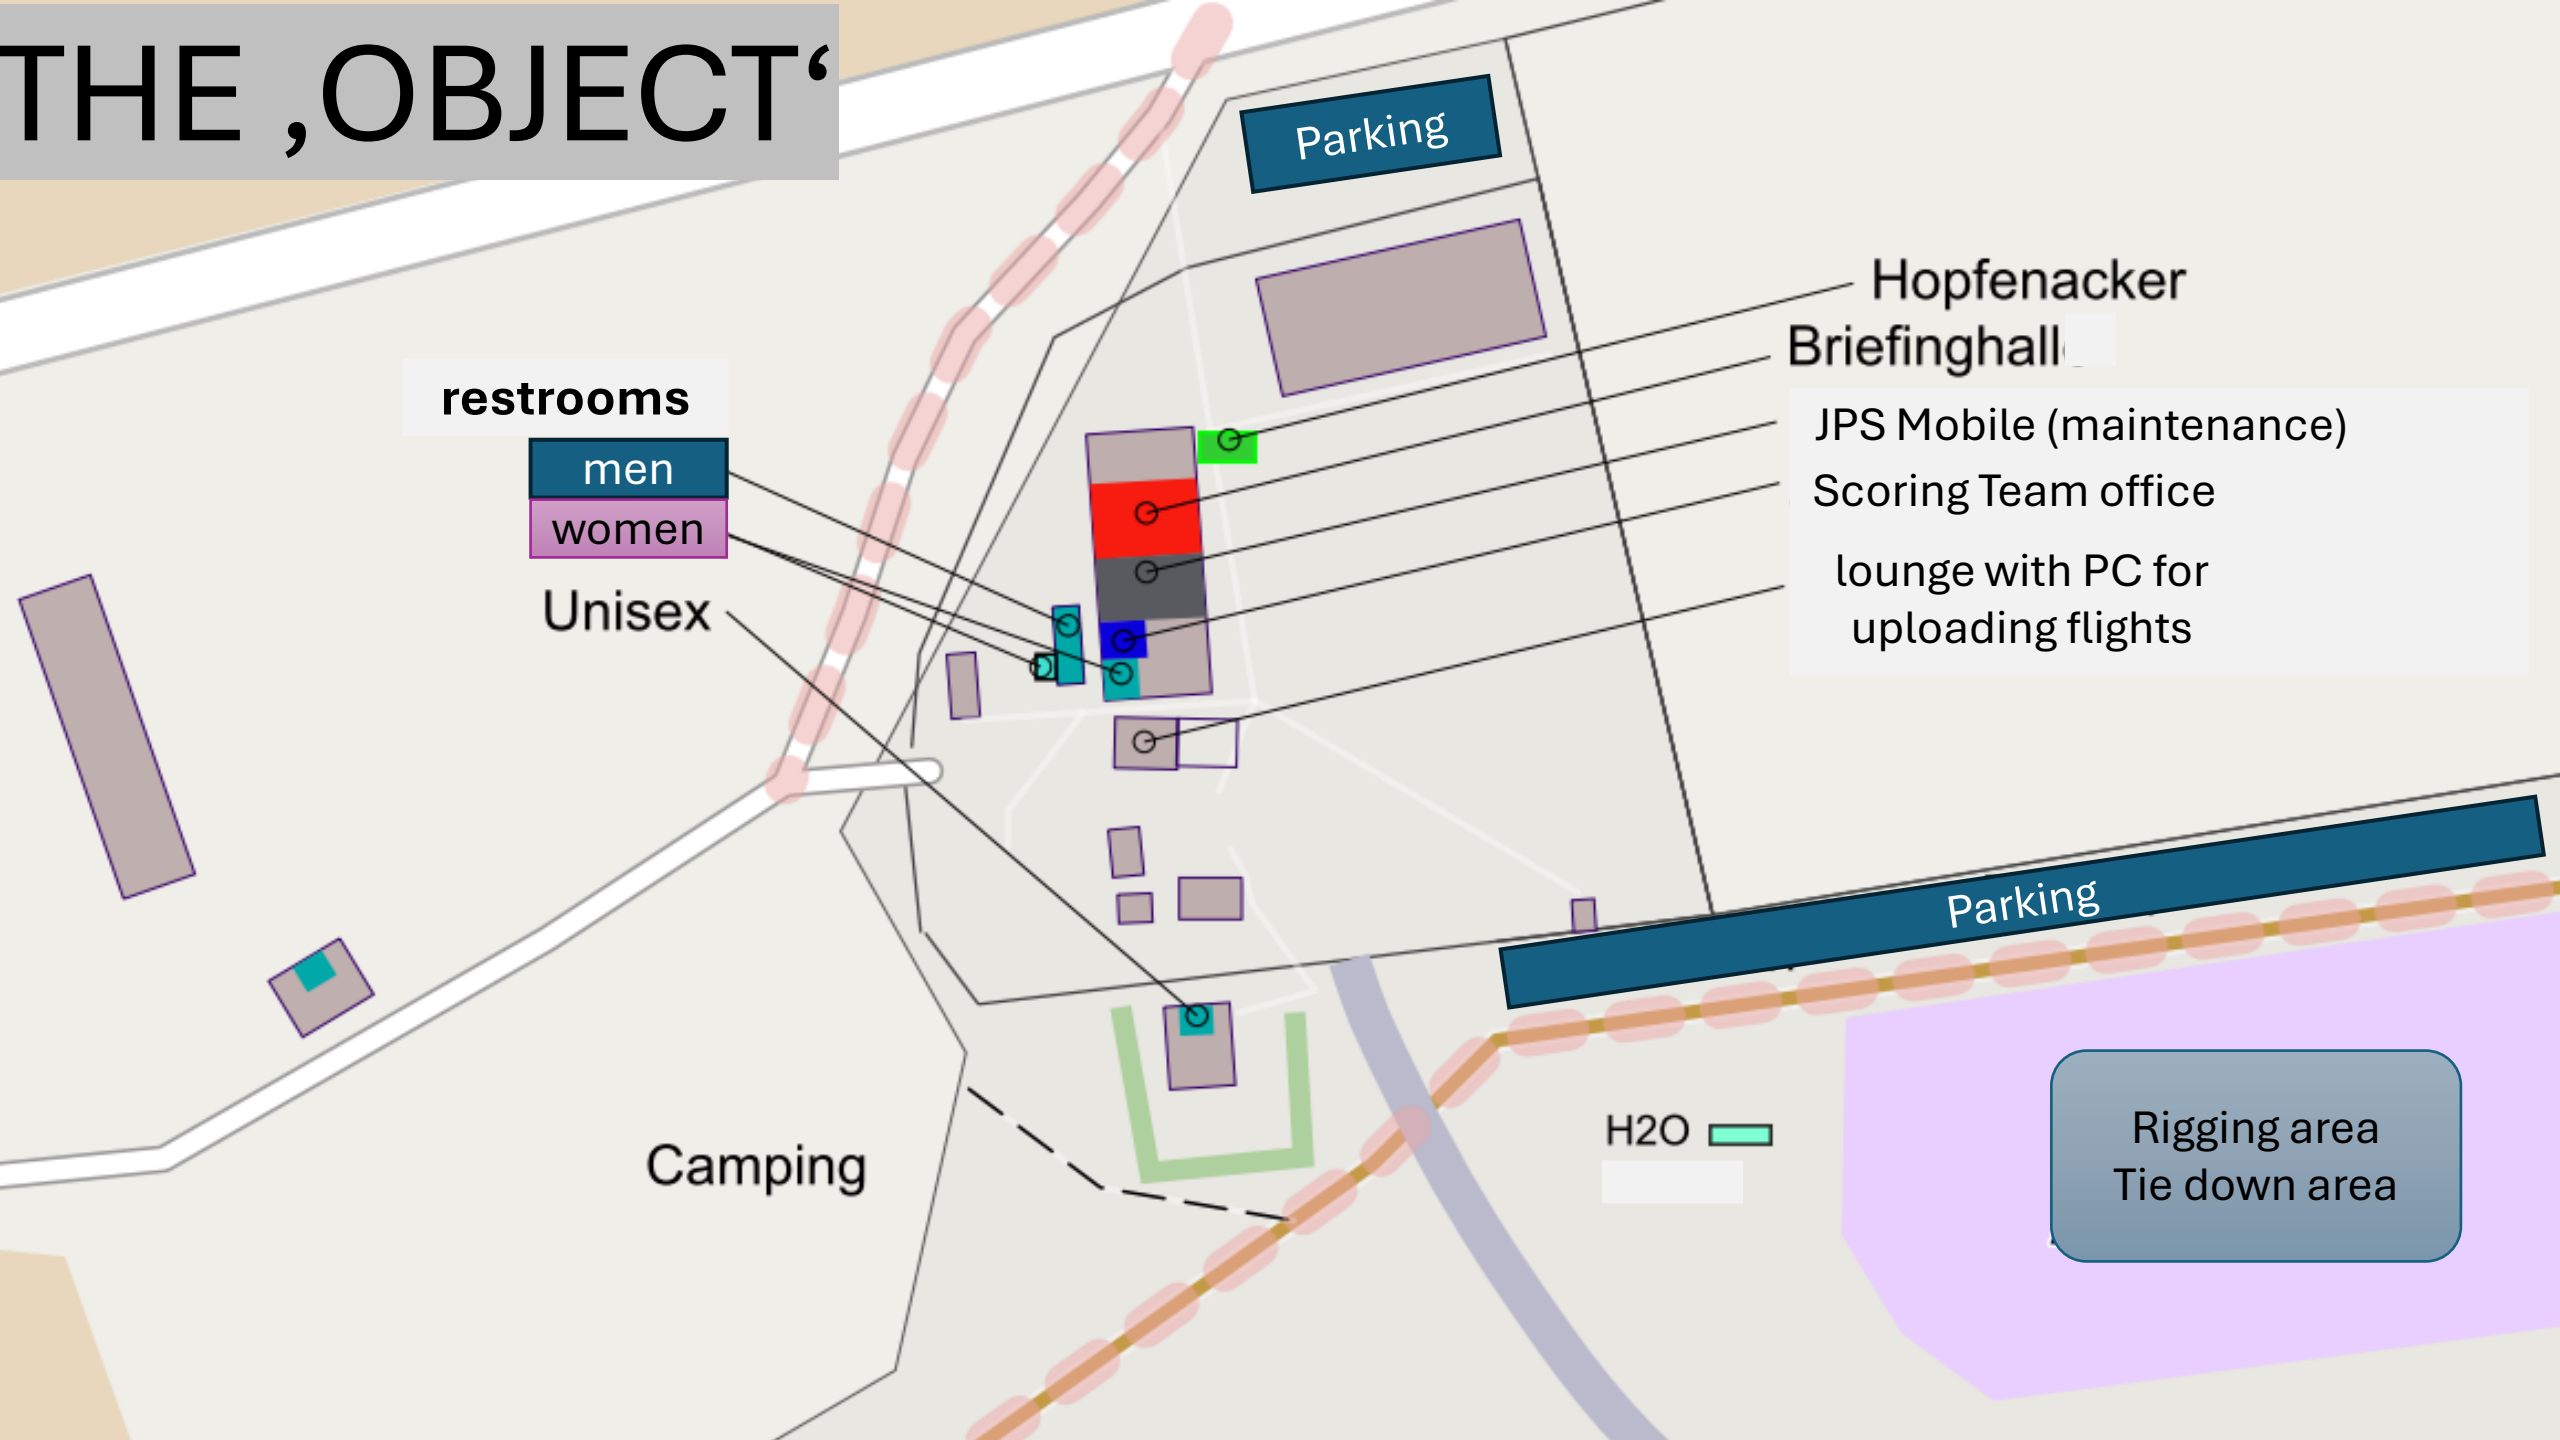 THE ‚OBJECT‘
Parking
Hopfenacker
Briefinghall
JPS Mobile (maintenance)
Scoring Team office
lounge with PC for
uploading flights
restrooms
men
women
Unisex
Parking
Camping
H2O
Rigging area
Tie down area